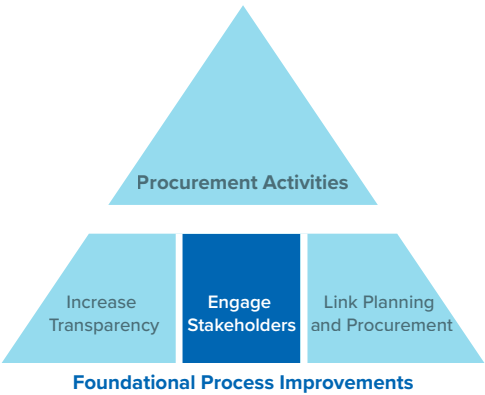 Procurement Activities
Increase
Transparency
Engage
Stakeholders
Link Planning
and Procurement
Foundational Process Improvements